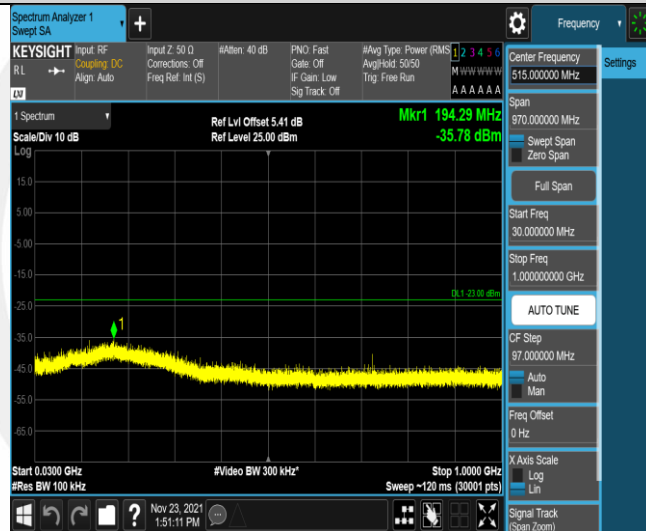 Spectrum Analyzer 1
Swept SA
+
Frequency
KEYSIGHT
RL
LXI
Input: RF
Coupling: DC
Align: Auto
Input Z: 50 Ω
Corrections: Off
Freq Ref: Int (S)
#Atten: 40 dB
PNO: Fast
Gate: Off
IF Gain: Low
Sig Track: Off
#Avg Type: Power (RMS
Avg|Hold: 50/50
Trig: Free Run
1 2 3 4 5 6
M W W W W W
A A A A A A
Center Frequency
515.000000 MHz
Settings
Span
970.000000 MHz
Swept Span
Zero Span
Full Span
Start Freq
30.000000 MHz
Stop Freq
1.000000000 GHz
AUTO TUNE
CF Step
97.000000 MHz
Auto
Man
Freq Offset
0 Hz
X Axis Scale
Log
Lin
Signal Track
(Span Zoom)
1 Spectrum
Scale/Div 10 dB
Log
Ref Lvl Offset 5.41 dB
Ref Level 25.00 dBm
Mkr1 194.29 MHz
-35.78 dBm
15.0
5.00
-5.00
-15.0
DL1 -23.00 dBm
-25.0
1
-35.0
-45.0
-55.0
-65.0
Start 0.0300 GHz
#Res BW 100 kHz
#Video BW 300 kHz*
Stop 1.0000 GHz
Sweep ~120 ms (30001 pts)
?
Nov 23, 2021
1:51:11 PM